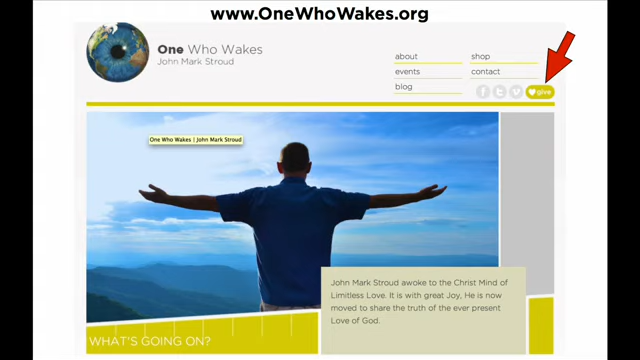 www.OneWhoWakes.org
One Who Wakes
John Mark Stroud
about
shop
events
contact
blog
give
One Who Wakes | John Mark Stroud
John Mark Stroud awoke to the Christ Mind of
Limitless Love. It is with great Joy, He is now
moved to share the truth of the ever present
Love of God.
WHAT'S GOING ON?